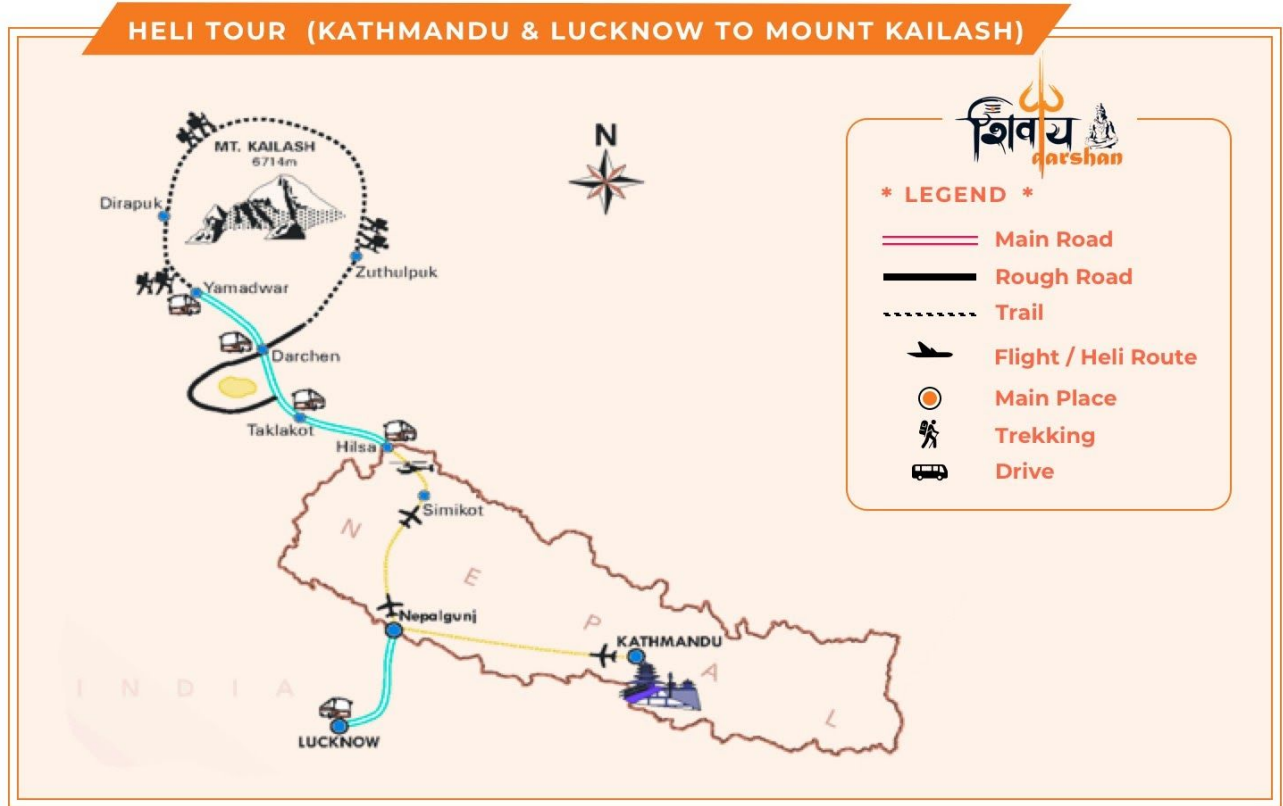 HELI TOUR (KATHMANDU & LUCKNOW TO MOUNT KAILASH)
शिवाय
darshan
N
* LEGEND *
Main Road
Rough Road
Trail
Flight / Heli Route
Main Place
Trekking
Drive
MT. KAILASH
6714m
Dirapuk
Zuthulpuk
Yamadwar
Darchen
Taklakot
Hilsa
Simikot
NEPAL
Nepalgunj
KATHMANDU
INDIA
LUCKNOW